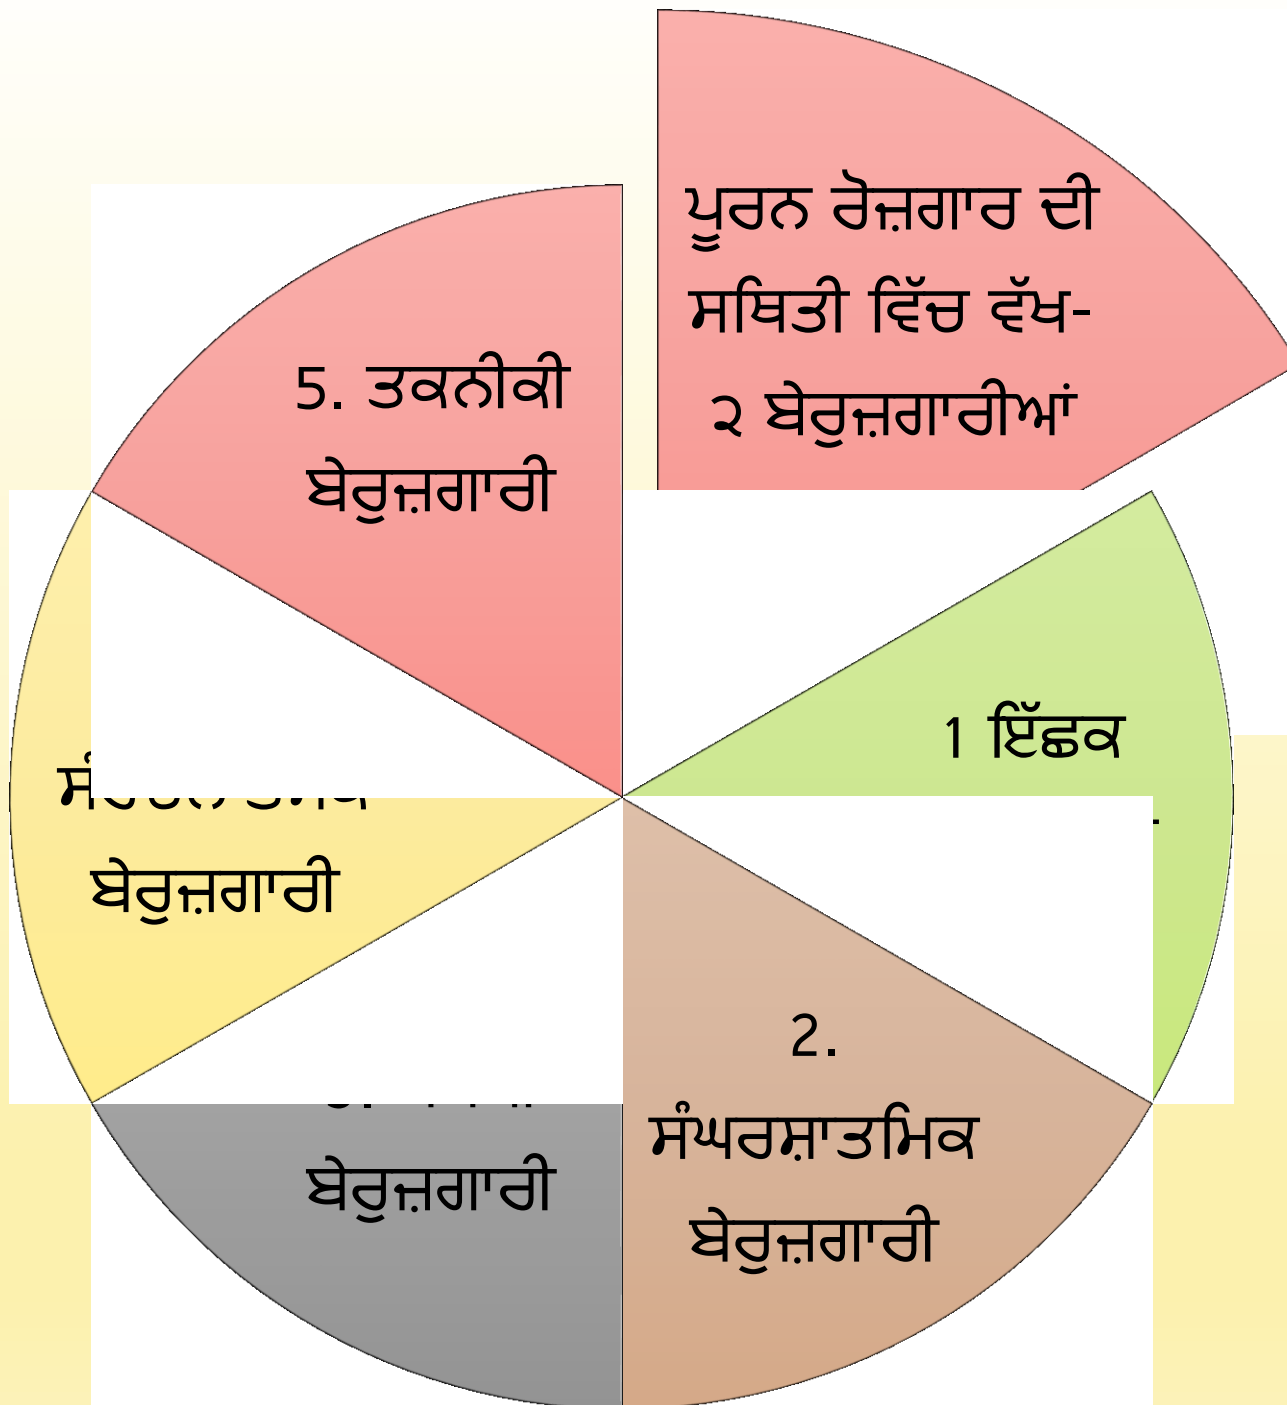 ਪੂਰਨ ਰੋਜ਼ਗਾਰ ਦੀ
ਸਥਿਤੀ ਵਿੱਚ ਵੱਖ-
੨ ਬੇਰੁਜ਼ਗਾਰੀਆਂ
1 ਇੱਛਕ
2.
ਸੰਘਰਸ਼ਾਤਮਿਕ
ਬੇਰੁਜ਼ਗਾਰੀ
ਬੇਰੁਜ਼ਗਾਰੀ
ਬੇਰੁਜ਼ਗਾਰੀ
5. ਤਕਨੀਕੀ
ਬੇਰੁਜ਼ਗਾਰੀ